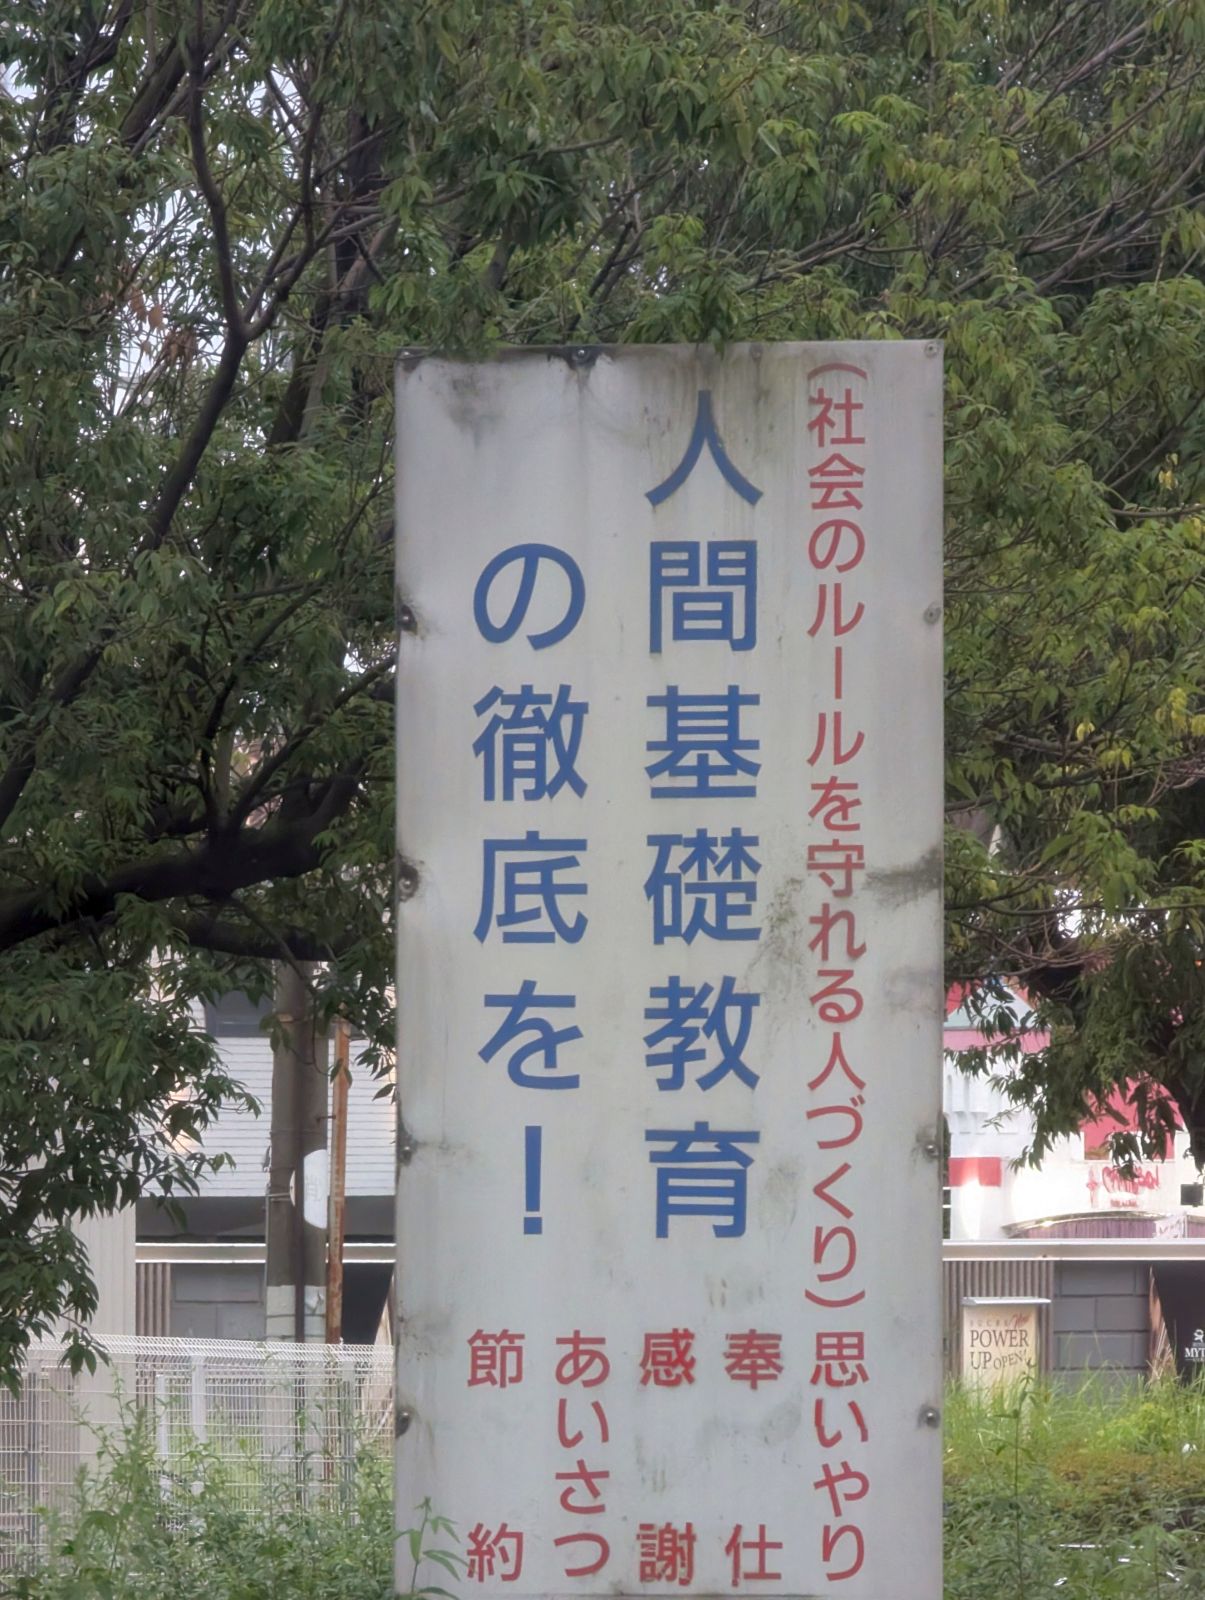 (社会のルールを守れる人づくり)
人間基礎教育
の徹底を!
思いやり
奉仕
感謝
あいさつ
節約
POWER
UP OPEN!